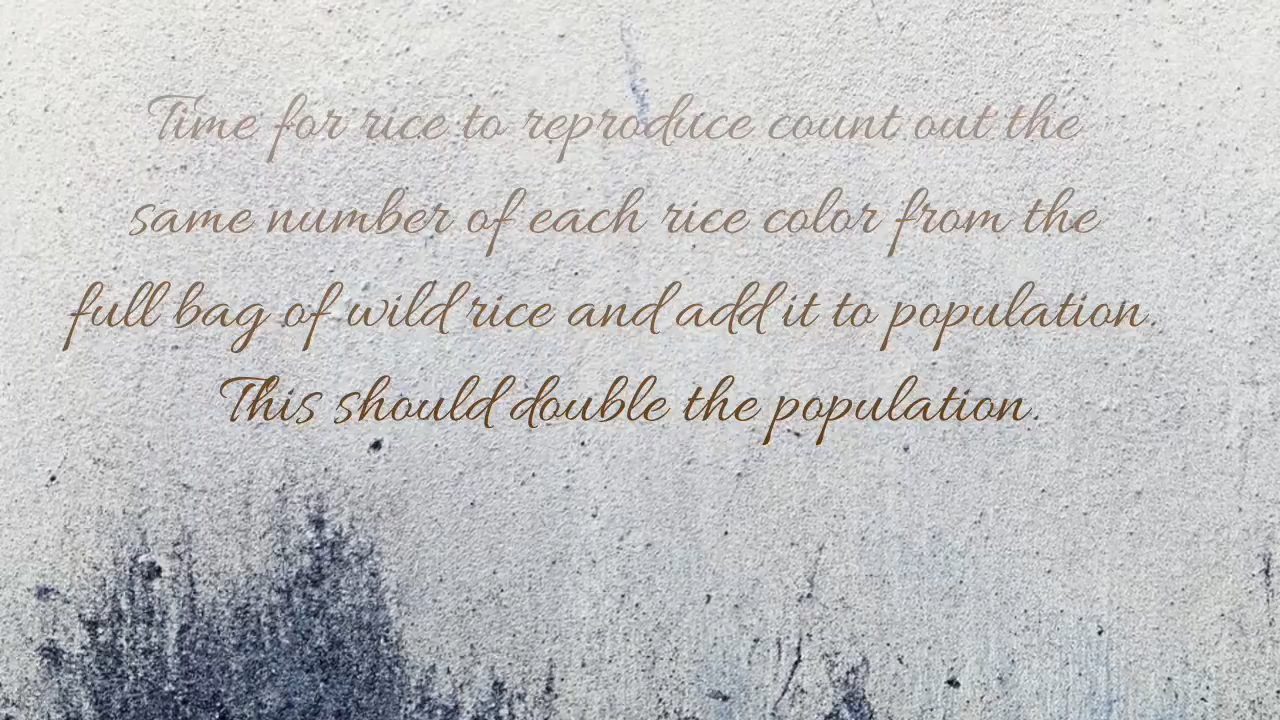 Time for rice to reproduce count out the
same number of each rice color from the
full bag of wild rice and add it to population.
This should double the population.